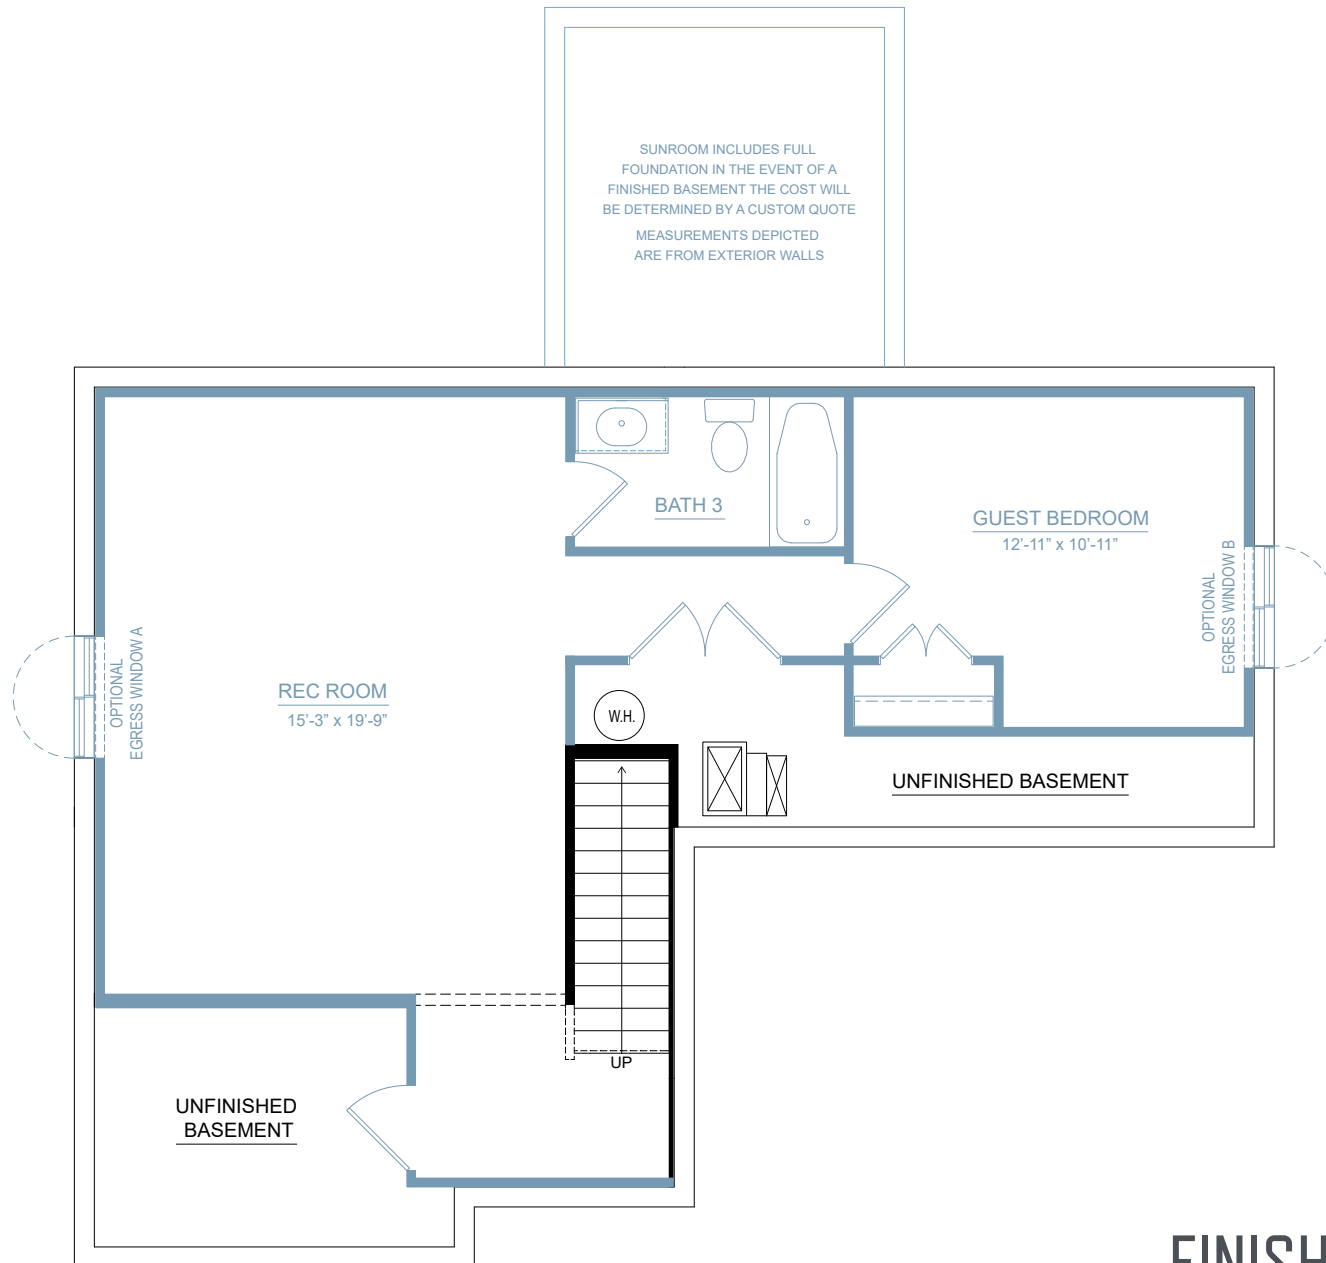 SUNROOM INCLUDES FULL
FOUNDATION IN THE EVENT OF A
FINISHED BASEMENT THE COST WILL
BE DETERMINED BY A CUSTOM QUOTE
MEASUREMENTS DEPICTED
ARE FROM EXTERIOR WALLS
BATH 3
GUEST BEDROOM
12'-11” x 10'-11”
OPTIONAL
EGRESS WINDOW B
OPTIONAL
EGRESS WINDOW A
REC ROOM
15'-3” x 19'-9”
W.H.
UNFINISHED BASEMENT
UP
UNFINISHED
BASEMENT
FINISH